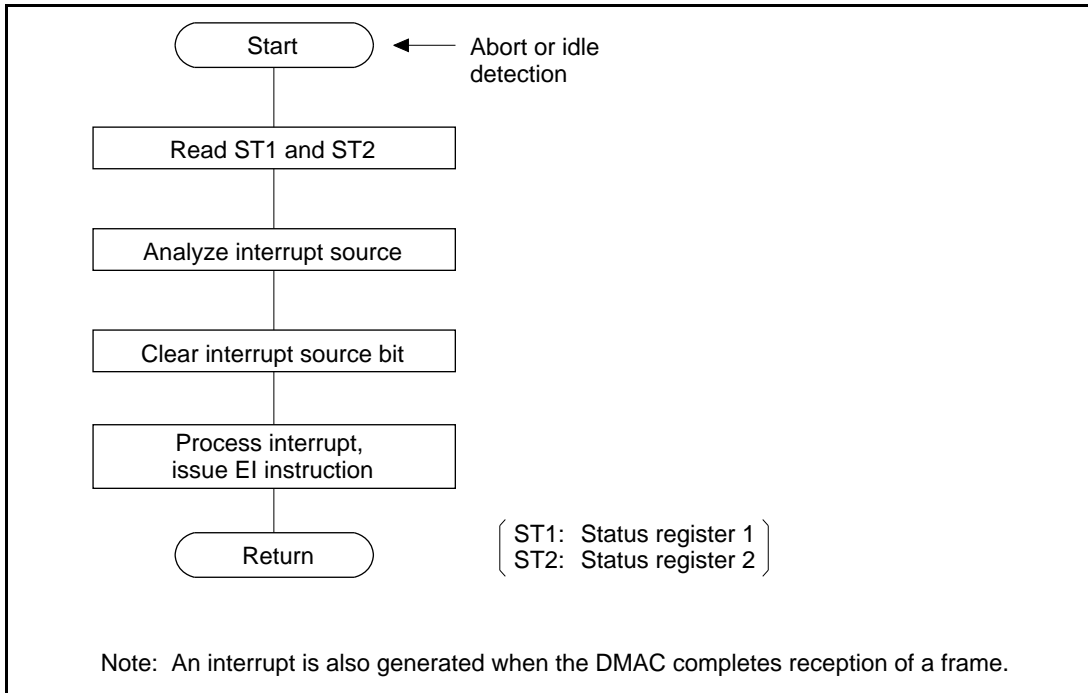 Start
Abort or idle
detection
Read ST1 and ST2
Analyze interrupt source
Clear interrupt source bit
Process interrupt,
issue EI instruction
Return
ST1: Status register 1
ST2: Status register 2
Note: An interrupt is also generated when the DMAC completes reception of a frame.